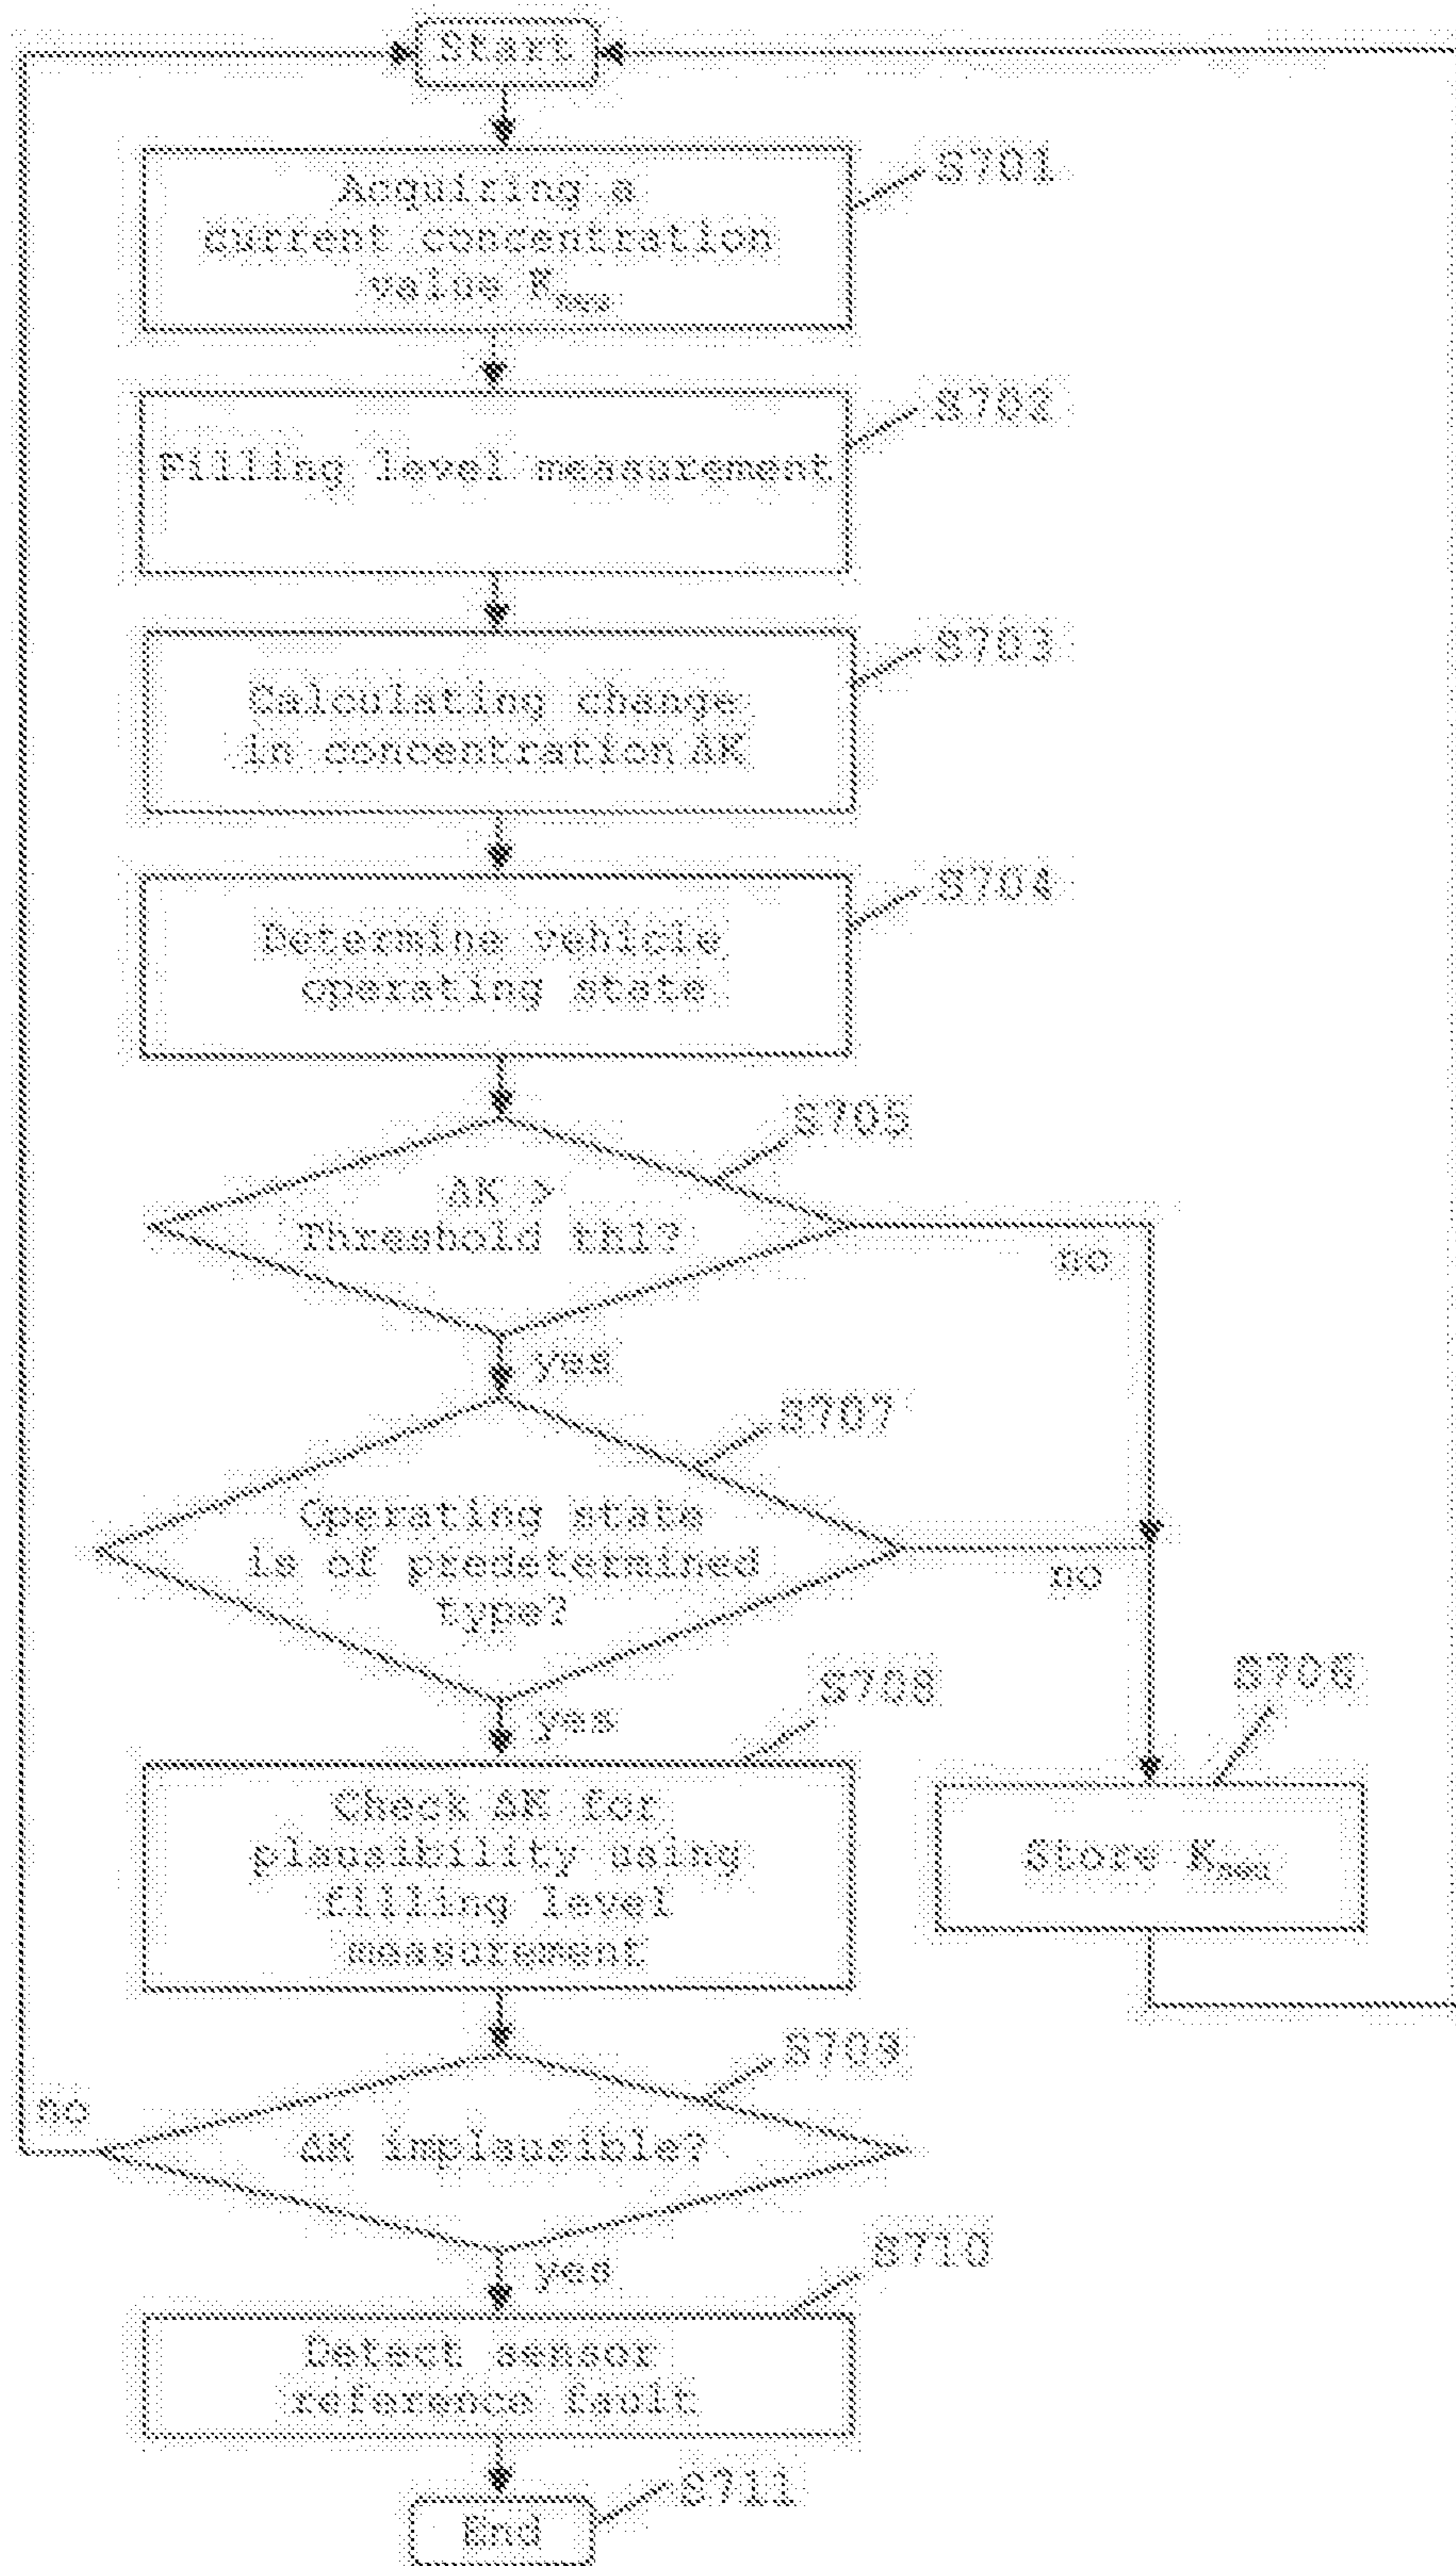 Start
Acquiring a
current concentration
value K
S701
Filling level measurement
S702
Calculating change
in concentration ΔK
S703
Determine vehicle
operating state
S704
ΔK >
Threshold th1?
S705
no
yes
Operating state
is of predetermined
type?
S707
no
yes
Check ΔK for
plausibility using
filling level
measurement
S708
Store Kneu
S706
ΔK implausible?
S709
no
yes
Detect sensor
reference fault
S710
End
S711